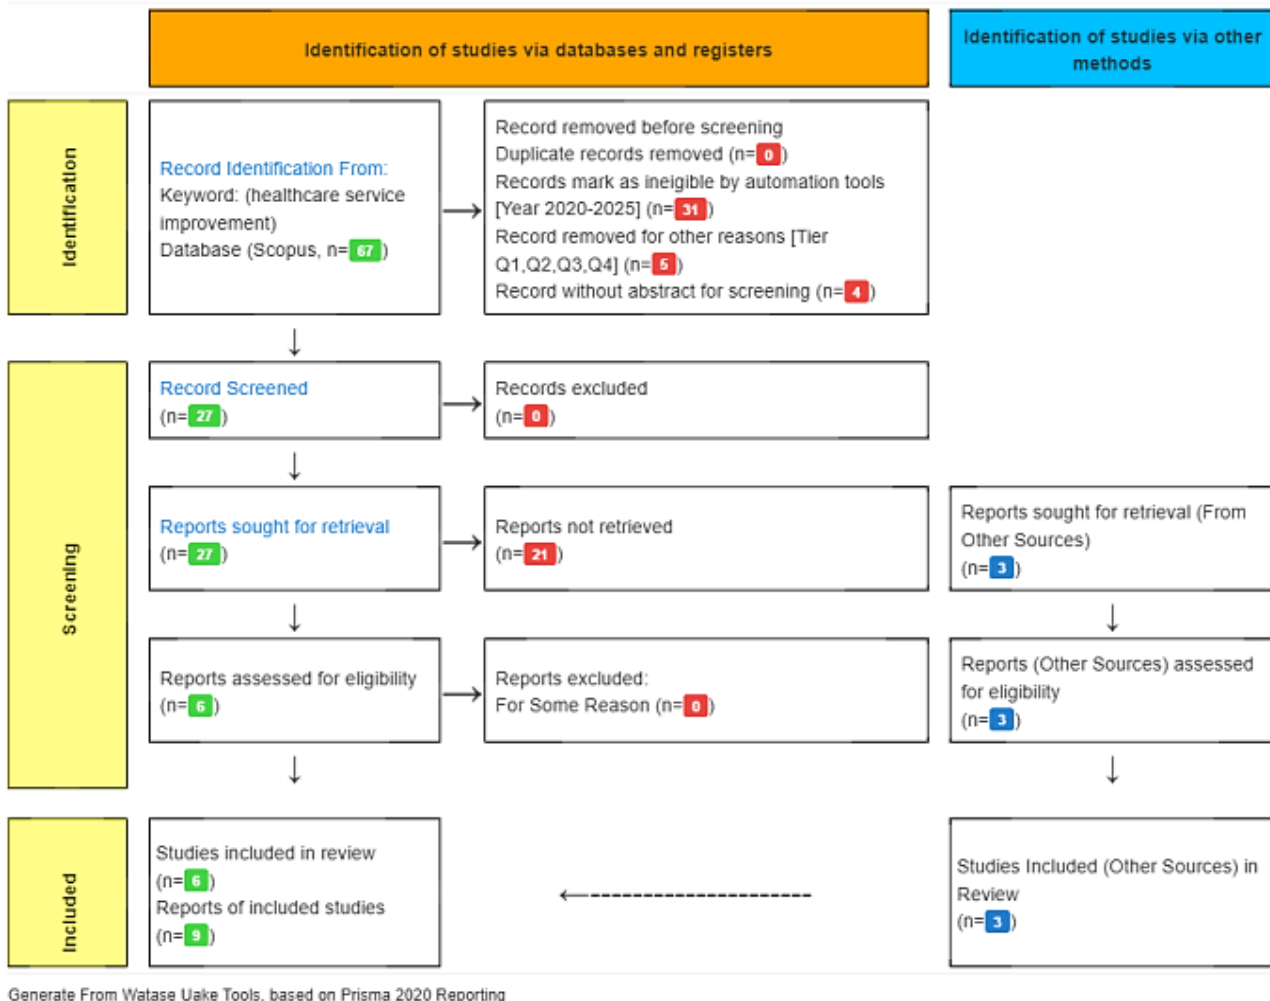 Identification of studies via databases and registers
Identification of studies via other
methods
Identification
Record Identification From:
Keyword: (healthcare service
improvement)
Database (Scopus, n=67)
Record removed before screening
Duplicate records removed (n=0)
Records mark as ineigible by automation tools
[Year 2020-2025] (n=31)
Record removed for other reasons [Tier
Q1,Q2,Q3,Q4] (n=5)
Record without abstract for screening (n=4)
Screening
Record Screened
(n=27)
Records excluded
(n=0)
Reports sought for retrieval
(n=27)
Reports not retrieved
(n=21)
Reports sought for retrieval (From
Other Sources)
(n=3)
Reports assessed for eligibility
(n=6)
Reports excluded:
For Some Reason (n=0)
Reports (Other Sources) assessed
for eligibility
(n=3)
Included
Studies included in review
(n=6)
Reports of included studies
(n=9)
Studies Included (Other Sources) in
Review
(n=3)
Generate From Watase Uake Tools, based on Prisma 2020 Reporting